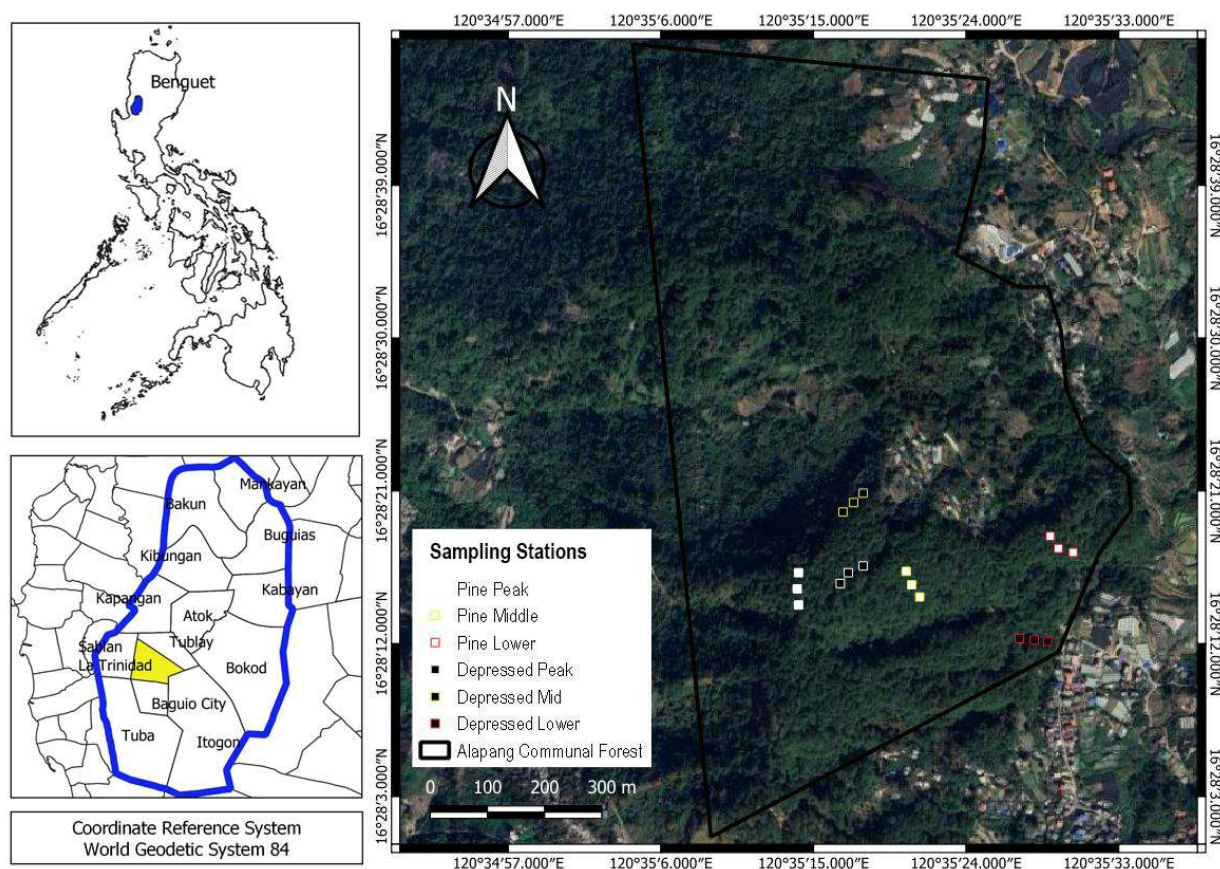 Benguet
Mankayan
Bakun
Buguias
Kibungan
Kabayan
Kapangan
Atok
Tublay
Sablan
La Trinidad
Bokod
Baguio City
Tuba
Itogon
Coordinate Reference System
World Geodetic System 84
120°34'57.000"E 120°35'6.000"E 120°35'15.000"E 120°35'24.000"E 120°35'33.000"E
N
16°28'39.000"N 16°28'39.000"N
16°28'30.000"N 16°28'30.000"N
16°28'21.000"N 16°28'21.000"N
16°28'12.000"N 16°28'12.000"N
16°28'3.000"N 16°28'3.000"N
Sampling Stations
Pine Peak
Pine Middle
Pine Lower
Depressed Peak
Depressed Mid
Depressed Lower
Alapang Communal Forest
0 100 200 300 m
120°34'57.000"E 120°35'6.000"E 120°35'15.000"E 120°35'24.000"E 120°35'33.000"E